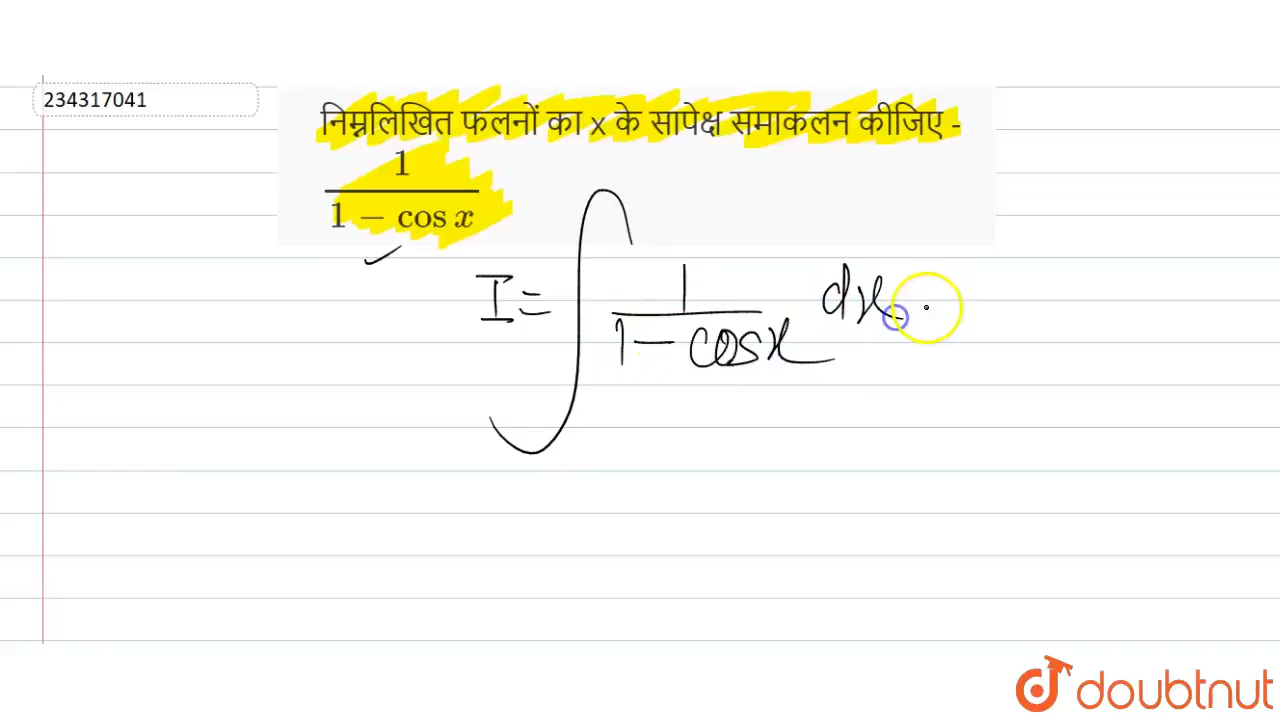 234317041
निम्नलिखित फलनों का x के सापेक्ष समाकलन कीजिए -
1
1 − cos x
I = ∫ 1 dx
1 − cosx
doubtnut